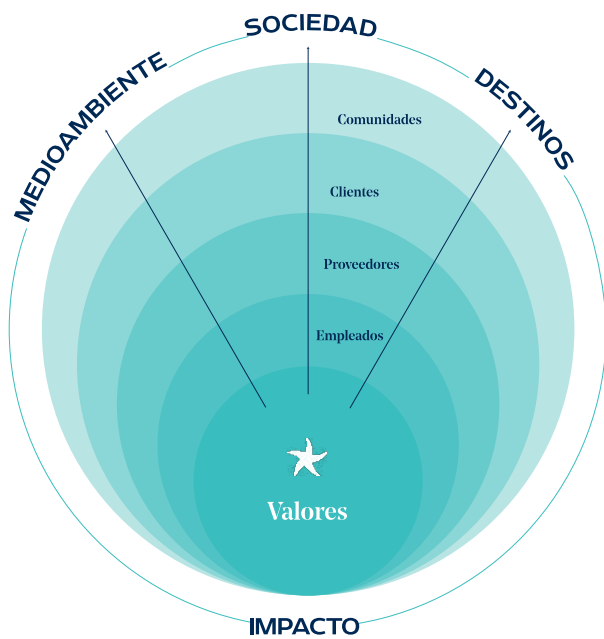 SOCIEDAD
MEDIOAMBIENTE
DESTINOS
Comunidades
Clientes
Proveedores
Empleados
Valores
IMPACTO